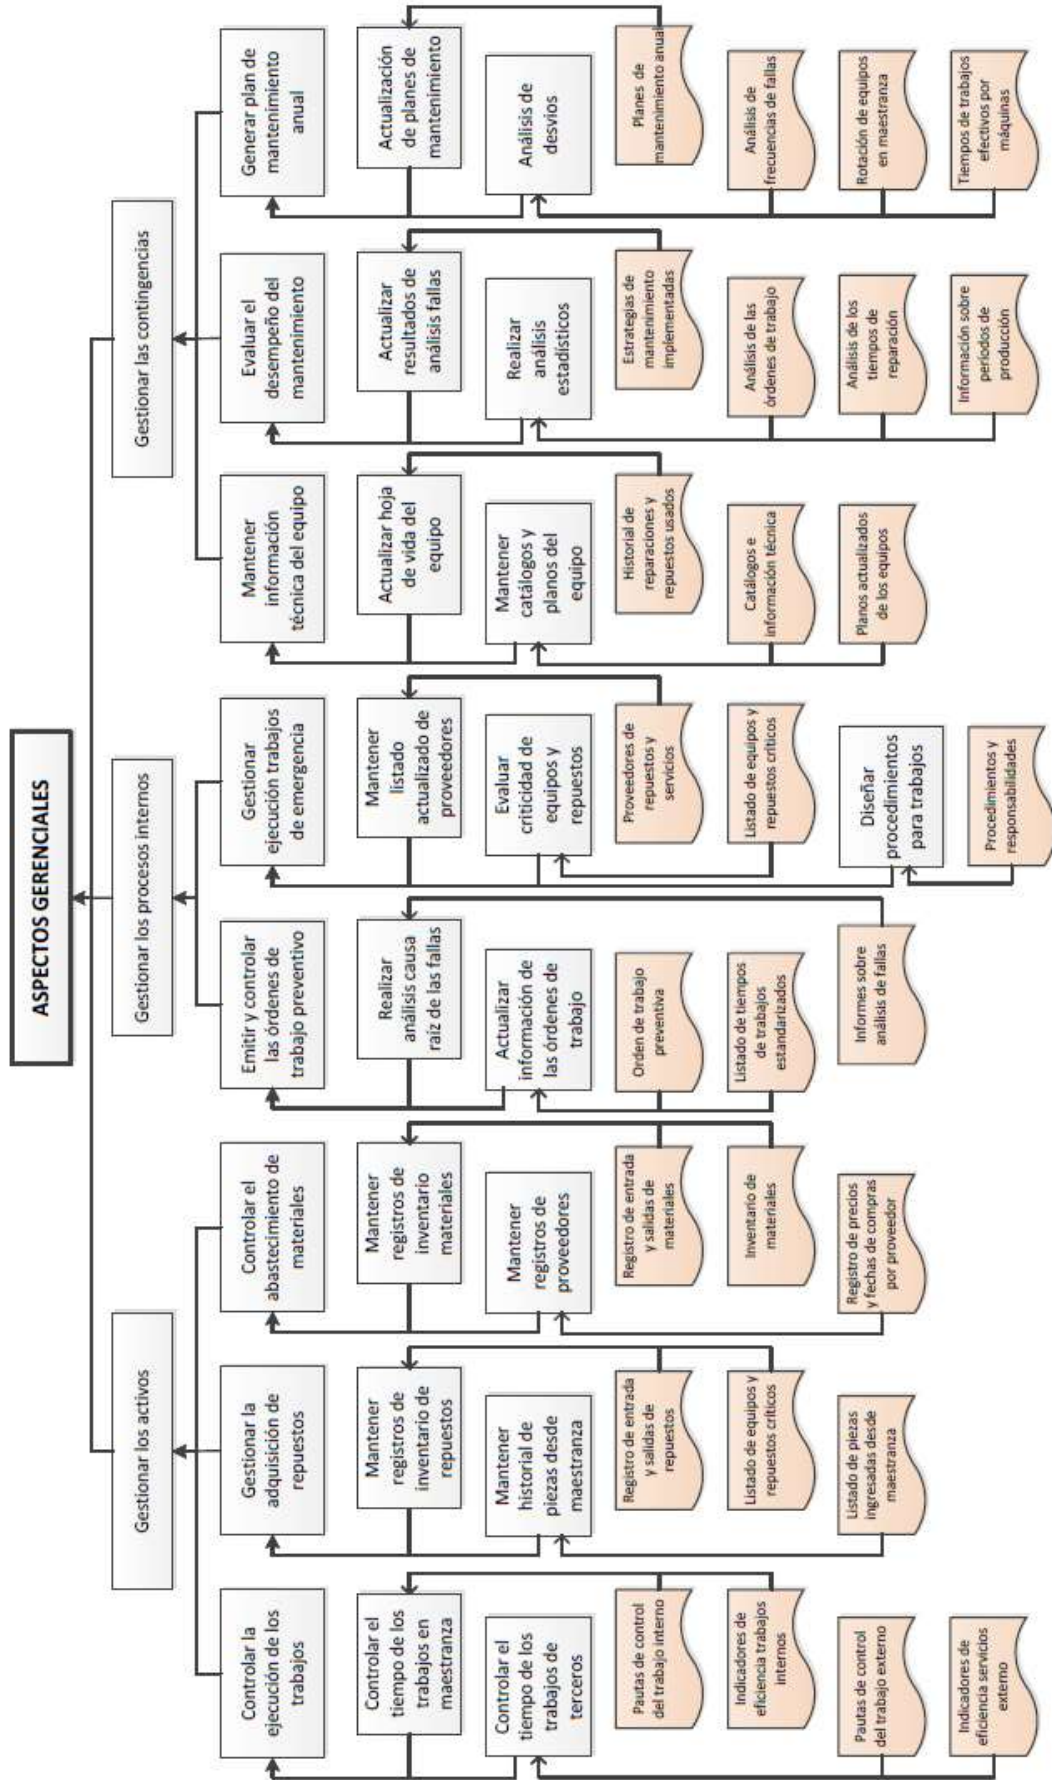 ASPECTOS GERENCIALES
Gestionar los activos
Gestionar los procesos internos
Gestionar las contingencias
Controlar la
ejecución de los
trabajos
Gestionar la
adquisición de
repuestos
Controlar el
abastecimiento de
materiales
Emitir y controlar
las órdenes de
trabajo preventivo
Gestionar
ejecución trabajos
de emergencia
Mantener
información
técnica del equipo
Evaluar el
desempeño del
mantenimiento
Generar plan de
mantenimiento
anual
Controlar el
tiempo de los
trabajos en
maestranza
Mantener
registros de
inventario de
repuestos
Mantener
registros de
inventario
materiales
Realizar
análisis causa
raíz de las fallas
Mantener
listado
actualizado de
proveedores
Actualizar hoja
de vida del
equipo
Actualizar
resultados de
análisis fallas
Actualización
de planes de
mantenimiento
Controlar el
tiempo de los
trabajos de
terceros
Mantener
historial de
piezas desde
maestranza
Mantener
registros de
proveedores
Actualizar
información de
las órdenes de
trabajo
Evaluar
criticidad de
equipos y
repuestos
Mantener
catálogos y
planos del
equipo
Realizar
análisis
estadísticos
Análisis de
desvios
Pautas de control
del trabajo interno
Registro de entrada
y salidas de
repuestos
Registro de entrada
y salidas de
materiales
Orden de trabajo
preventiva
Proveedores de
repuestos y
servicios
Historial de
reparaciones y
repuestos usados
Estrategias de
mantenimiento
implementadas
Planes de
mantenimiento anual
Indicadores de
eficiencia trabajos
internos
Listado de equipos y
repuestos críticos
Inventario de
materiales
Listado de tiempos
de trabajos
estandarizados
Listado de equipos y
repuestos críticos
Catálogos e
información técnica
Análisis de las
órdenes de trabajo
Análisis de
frecuencias de fallas
Pautas de control
del trabajo externo
Listado de piezas
ingresadas desde
maestranza
Registro de precios
y fechas de compras
por proveedor
Informes sobre
análisis de fallas
Diseñar
procedimientos
para trabajos
Planos actualizados
de los equipos
Análisis de los
tiempos de
reparación
Rotación de equipos
en maestranza
Indicadores de
eficiencia servicios
externo
Procedimientos y
responsabilidades
Información sobre
períodos de
producción
Tiempos de trabajos
efectivos por
máquinas